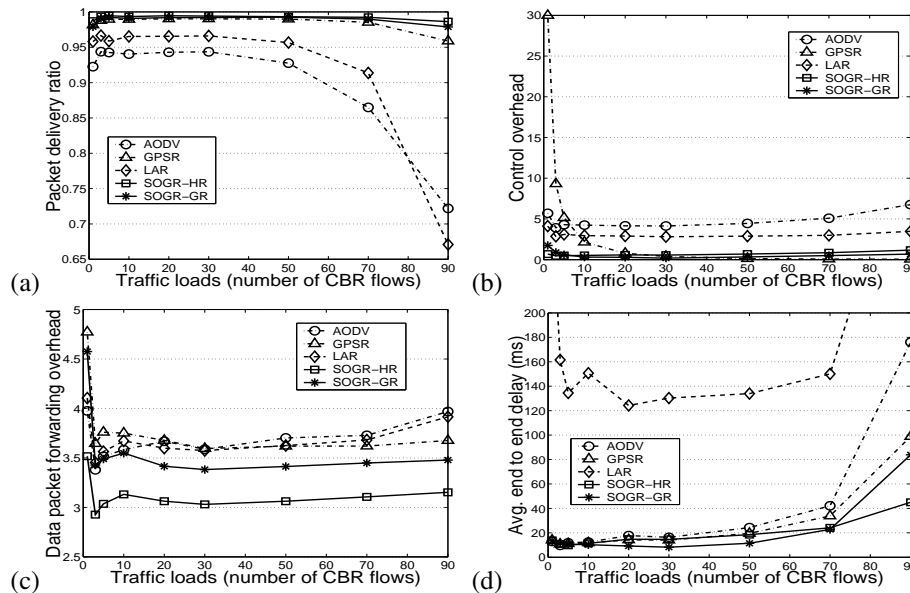 Packet delivery ratio
1
0.95
0.9
0.85
0.8
0.75
0.7
0.65
AODV
GPSR
LAR
SOGR-HR
SOGR-GR
0 10 20 30 40 50 60 70 80 90
Traffic loads (number of CBR flows)
(a)
Control overhead
30
25
20
15
10
5
0
AODV
GPSR
LAR
SOGR-HR
SOGR-GR
0 10 20 30 40 50 60 70 80 90
Traffic loads (number of CBR flows)
(b)
Data packet forwarding overhead
5
4.5
4
3.5
3
2.5
AODV
GPSR
LAR
SOGR-HR
SOGR-GR
0 10 20 30 40 50 60 70 80 90
Traffic loads (number of CBR flows)
(c)
Avg. end to end delay (ms)
200
180
160
140
120
100
80
60
40
20
0
AODV
GPSR
LAR
SOGR-HR
SOGR-GR
0 10 20 30 40 50 60 70 80 90
Traffic loads (number of CBR flows)
(d)